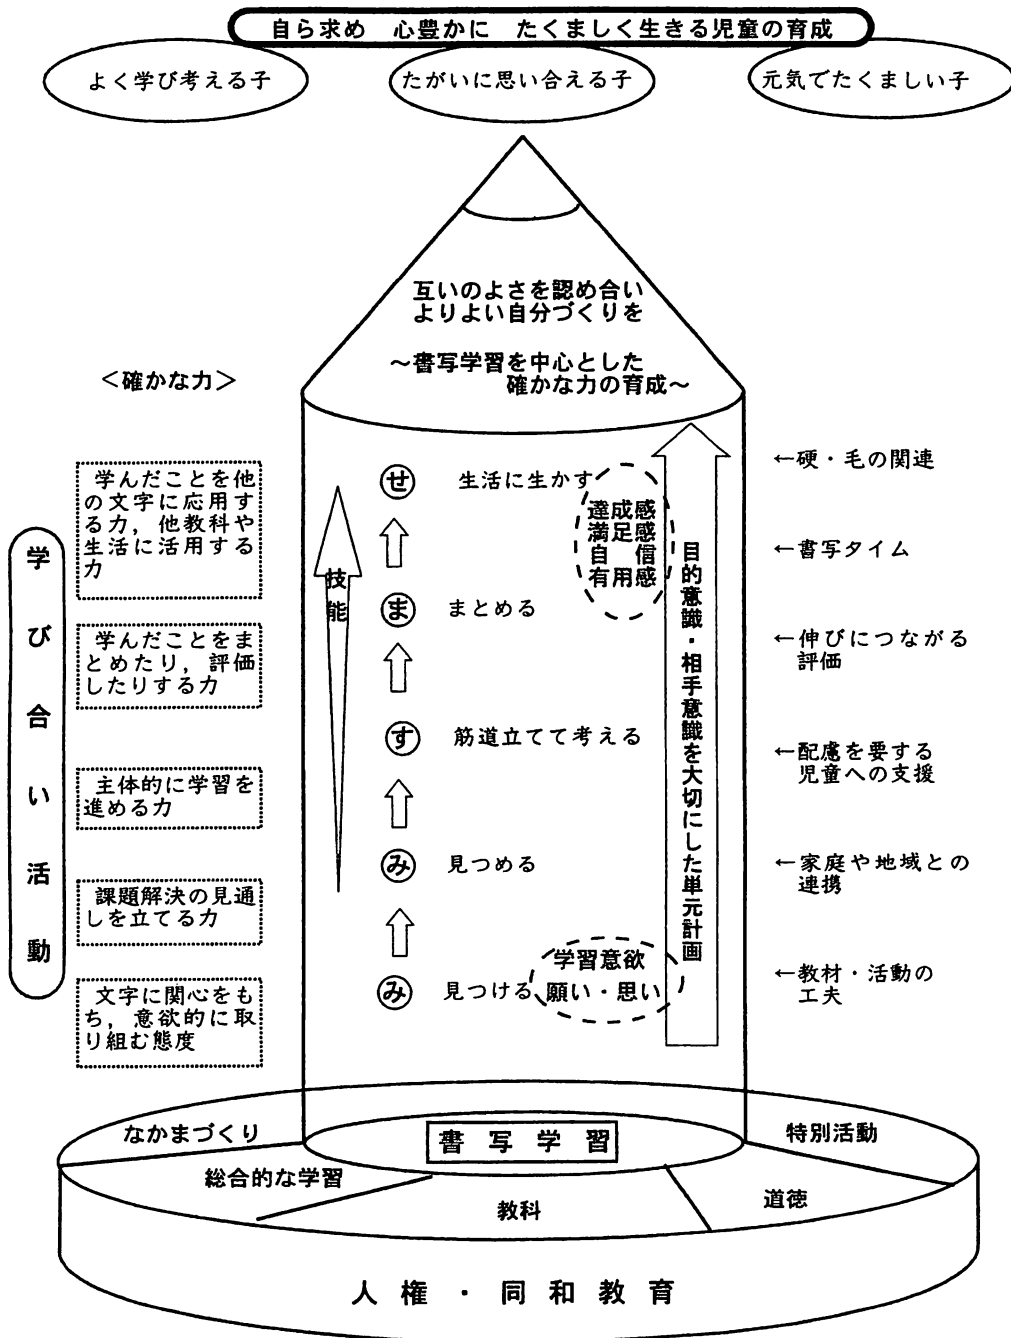 自ら求め　心豊かに　たくましく生きる児童の育成
よく学び考える子
たがいに思い合える子
元気でたくましい子
互いのよさを認め合い
よりよい自分づくりを
～書写学習を中心とした
確かな力の育成～
＜確かな力＞
学び合い活動
学んだことを他
の文字に応用す
る力，他教科や
生活に活用する
力
学んだことをま
とめたり，評価
したりする力
主体的に学習を
進める力
課題解決の見通
しを立てる力
文字に関心をも
ち，意欲的に取
り組む態度
技能
せ　生活に生かす
ま　まとめる
す　筋道立てて考える
み　見つめる
み　見つける
達成感
満足感
自信
有用感
学習意欲
願い・思い
目的意識・相手意識を大切にした単元計画
←硬・毛の関連
←書写タイム
←伸びにつながる
評価
←配慮を要する
児童への支援
←家庭や地域との
連携
←教材・活動の
工夫
書写学習
なかまづくり
総合的な学習
教科
道徳
特別活動
人権・同和教育